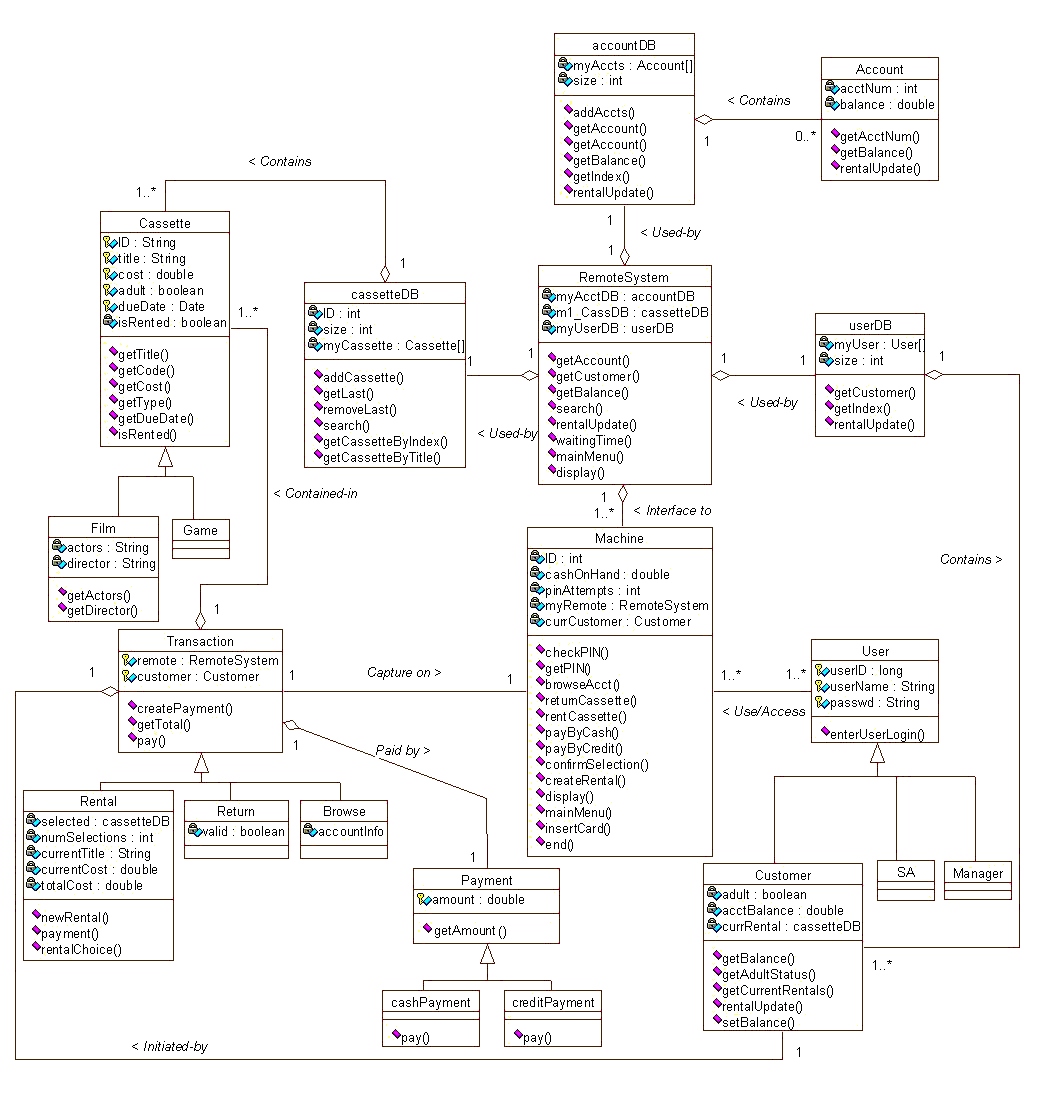 accountDB
myAccts : Account[]
size : int
addAccts()
getAccount()
getAccount()
getBalance()
getIndex()
rentalUpdate()
Account
acctNum : int
balance : double
getAcctNum()
getBalance()
rentalUpdate()
< Contains
1
0..*
< Contains
1..*
1
1
1
< Used-by
Cassette
ID : String
title : String
cost : double
adult : boolean
dueDate : Date
isRented : boolean
getTitle()
getCode()
getCost()
getType()
getDueDate()
isRented()
1..*
cassetteDB
ID : int
size : int
myCassette : Cassette[]
addCassette()
getLast()
removeLast()
search()
getCassetteByIndex()
getCassetteByTitle()
1
1
< Used-by
RemoteSystem
myAcctDB : accountDB
m1_CassDB : cassetteDB
myUserDB : userDB
getAccount()
getCustomer()
getBalance()
search()
rentalUpdate()
waitingTime()
mainMenu()
display()
1
1
< Used-by
userDB
myUser : User[]
size : int
getCustomer()
getIndex()
rentalUpdate()
1
Contains >
< Contained-in
1
1..*
< Interface to
Film
actors : String
director : String
getActors()
getDirector()
Game
Machine
ID : int
cashOnHand : double
pinAttempts : int
myRemote : RemoteSystem
currCustomer : Customer
checkPIN()
getPIN()
browseAcct()
returnCassette()
rentCassette()
payByCash()
payByCredit()
confirmSelection()
createRental()
display()
mainMenu()
insertCard()
end()
1
Transaction
remote : RemoteSystem
customer : Customer
createPayment()
getTotal()
pay()
1
1
Capture on >
1
1
Paid by >
1
1..*
1..*
< Use/Access
User
userID : long
userName : String
passwd : String
enterUserLogin()
Rental
selected : cassetteDB
numSelections : int
currentTitle : String
currentCost : double
totalCost : double
newRental()
payment()
rentalChoice()
Return
valid : boolean
Browse
accountInfo
Payment
amount : double
getAmount ()
cashPayment
pay()
creditPayment
pay()
Customer
adult : boolean
acctBalance : double
currRental : cassetteDB
getBalance()
getAdultStatus()
getCurrentRentals()
rentalUpdate()
setBalance()
SA
Manager
1..*
< Initiated-by
1